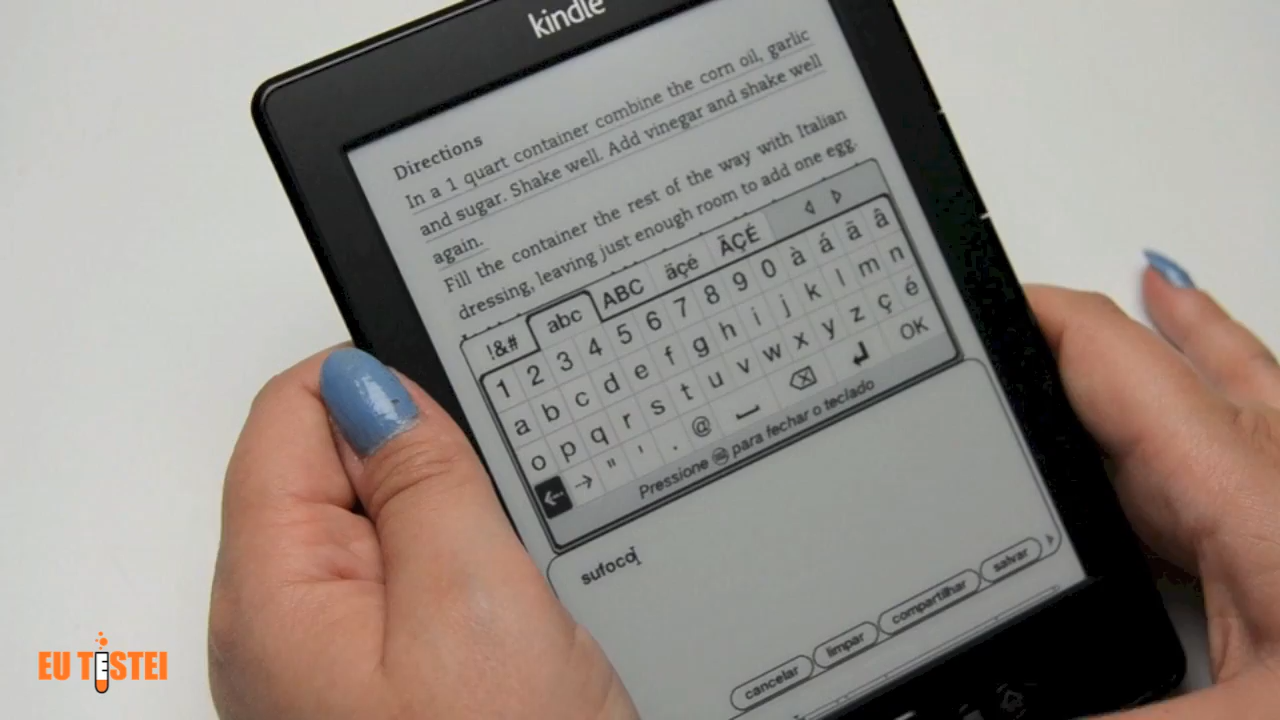 kindle
Directions
In a 1 quart container combine the corn oil, garlic
and sugar. Shake well. Add vinegar and shake well
again.
Fill the container the rest of the way with Italian
dressing, leaving just enough room to add one egg.
!&# abc ABC äçé ÄÇÉ
1 2 3 4 5 6 7 8 9 0 à á ã â
a b c d e f g h i j k l m n
o p q r s t u v w x y z ç é
← → " ' . @ OK
Pressione para fechar o teclado
sufoco
cancelar limpar compartilhar salvar
EU TESTEI